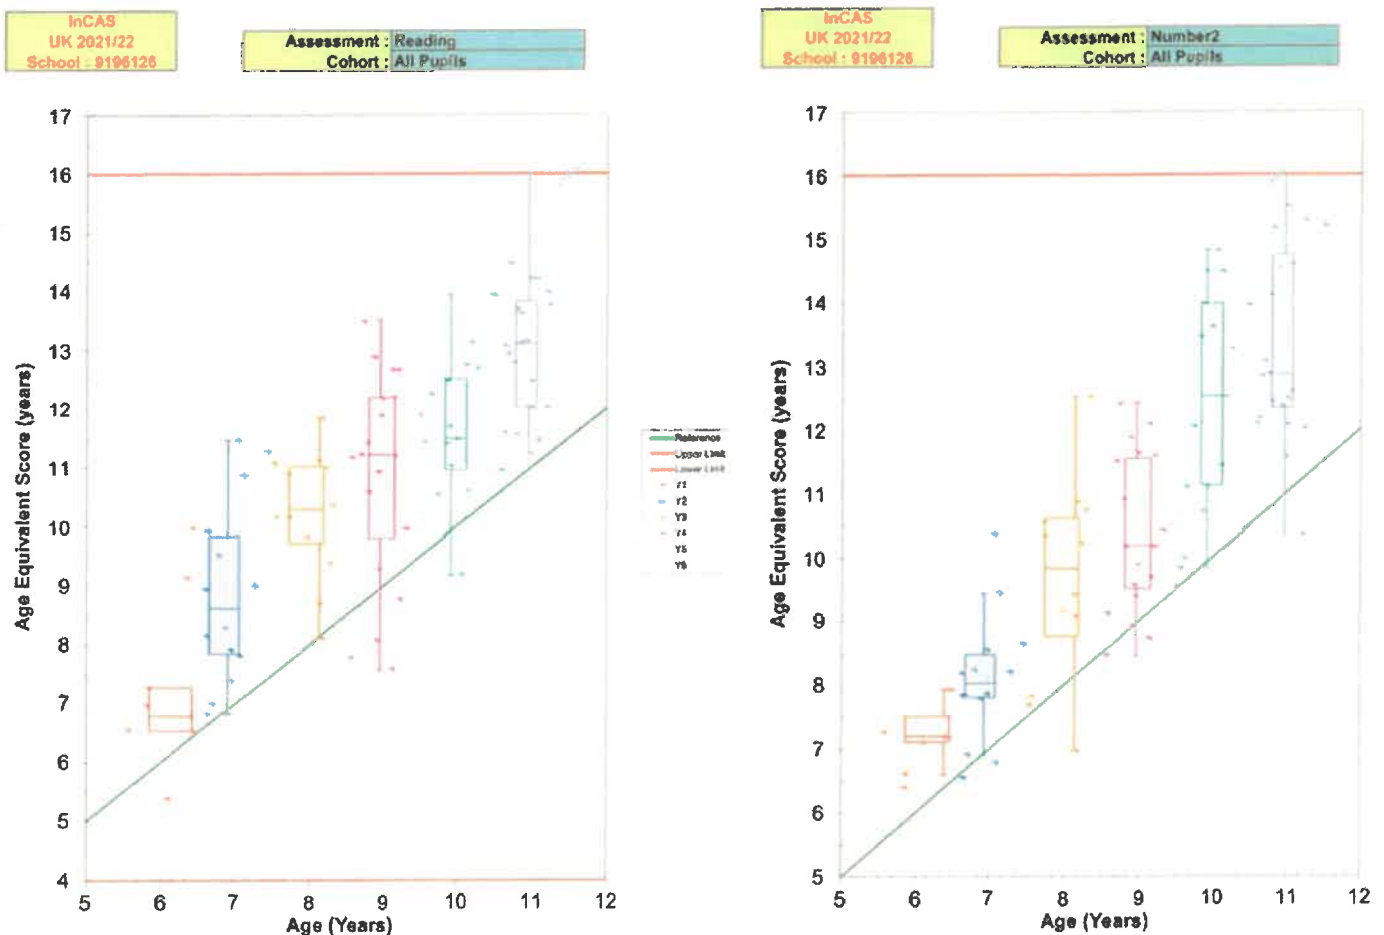 InCAS
UK 2021/22
School : 9196126
Assessment : Reading
Cohort : All Pupils
17
16
15
14
13
12
11
10
9
8
7
6
5
4
Age Equivalent Score (years)
5 6 7 8 9 10 11 12
Age (Years)
Reference
Upper Limit
Lower Limit
Y1
Y2
Y3
Y4
Y5
Y6
InCAS
UK 2021/22
School : 9196126
Assessment : Number2
Cohort : All Pupils
17
16
15
14
13
12
11
10
9
8
7
6
5
Age Equivalent Score (years)
5 6 7 8 9 10 11 12
Age (Years)